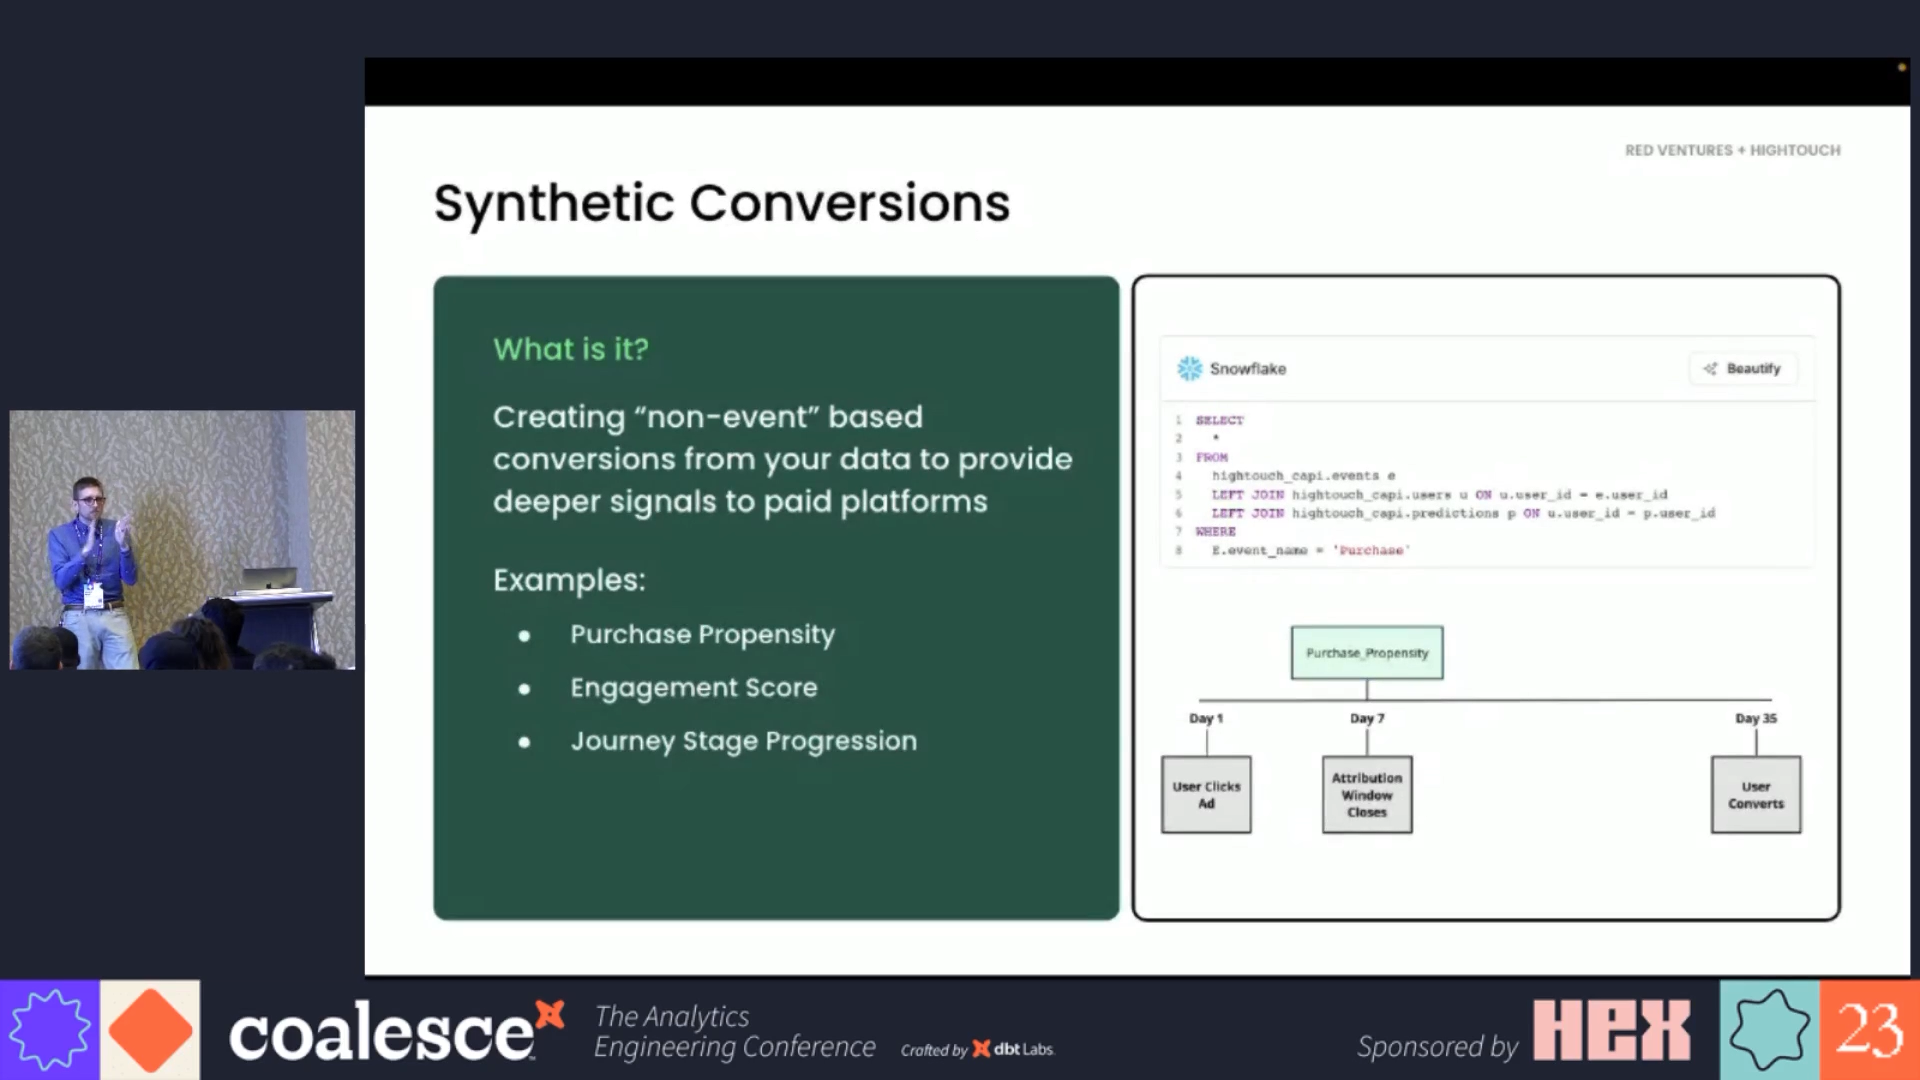 RED VENTURES + HIGHTOUCH
Synthetic Conversions
What is it?
Creating “non-event” based
conversions from your data to provide
deeper signals to paid platforms
Examples:
● Purchase Propensity
● Engagement Score
● Journey Stage Progression
Snowflake
Beautify
1 SELECT
2 *
3 FROM
4 hightouch_capi.events e
5 LEFT JOIN hightouch_capi.users u ON u.user_id = e.user_id
6 LEFT JOIN hightouch_capi.predictions p ON u.user_id = p.user_id
7 WHERE
8 E.event_name = 'Purchase'
Purchase_Propensity
Day 1
Day 7
Day 35
User Clicks
Ad
Attribution
Window
Closes
User
Converts
coalesce
The Analytics
Engineering Conference
Crafted by dbt Labs
Sponsored by HEX
23